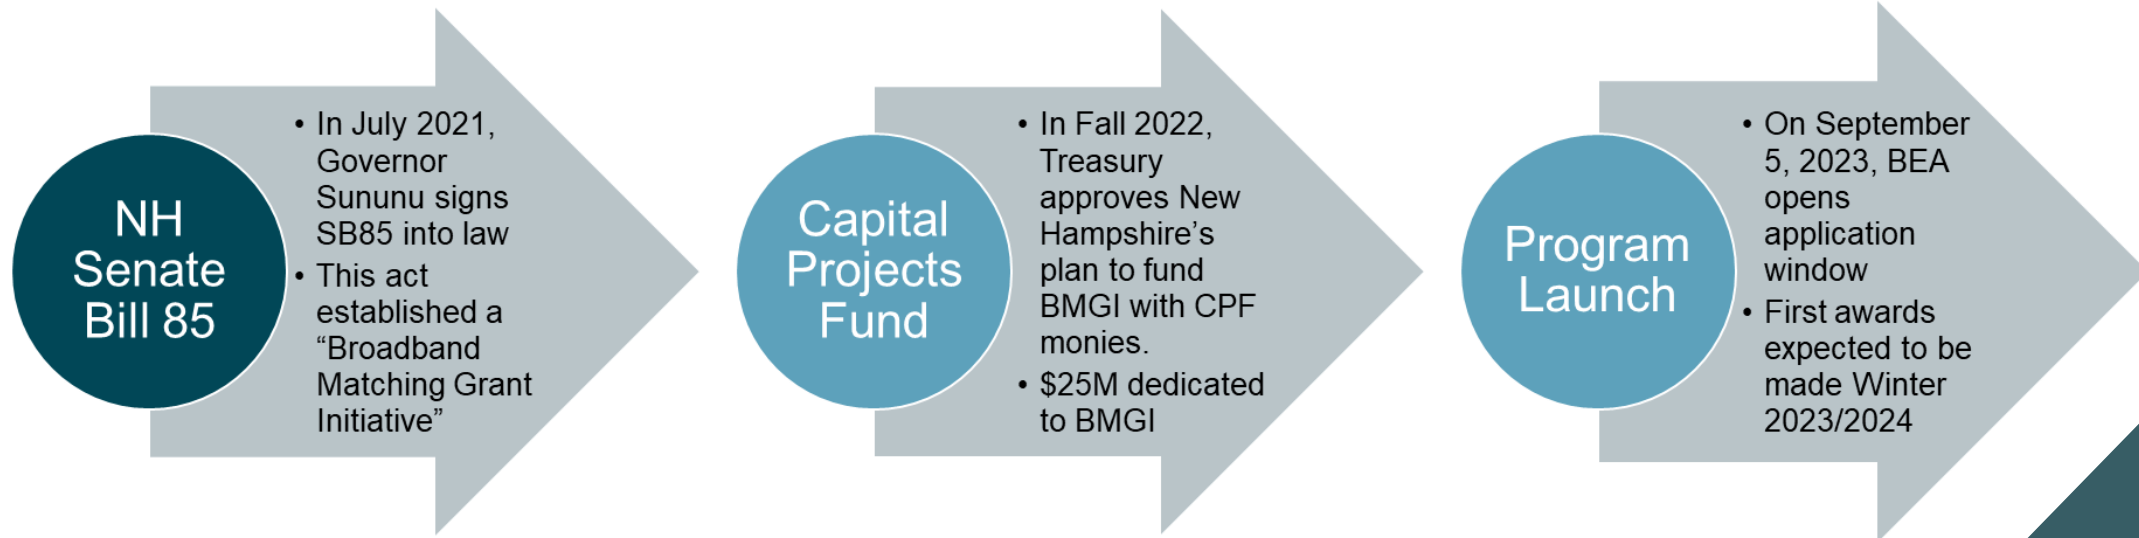 NH
Senate
Bill 85
• In July 2021,
Governor
Sununu signs
SB85 into law
• This act
established a
“Broadband
Matching Grant
Initiative”
Capital
Projects
Fund
• In Fall 2022,
Treasury
approves New
Hampshire’s
plan to fund
BMGI with CPF
monies.
• $25M dedicated
to BMGI
Program
Launch
• On September
5, 2023, BEA
opens
application
window
• First awards
expected to be
made Winter
2023/2024